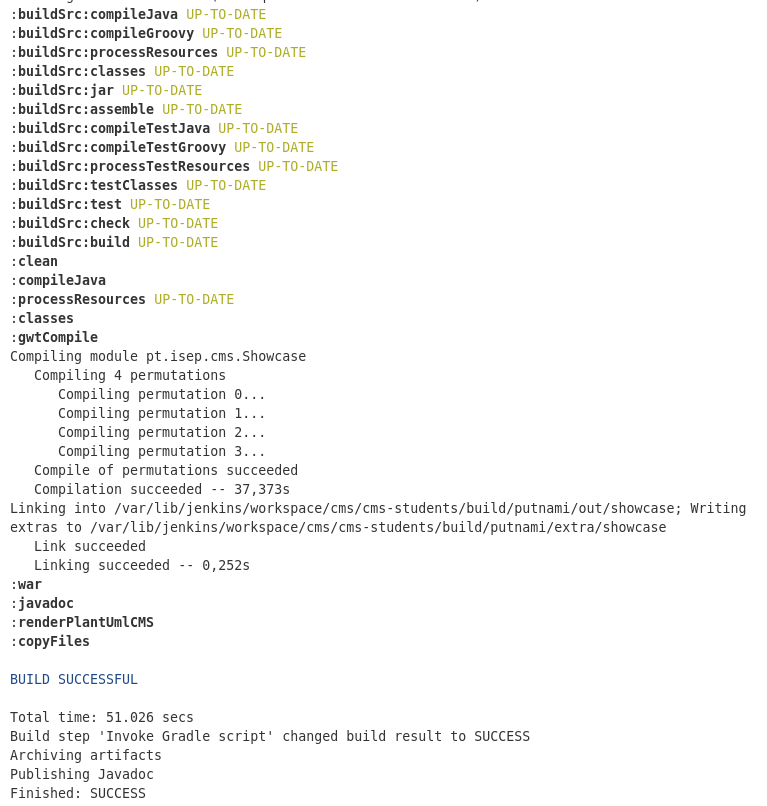 :buildSrc:compileJava UP-TO-DATE
:buildSrc:compileGroovy UP-TO-DATE
:buildSrc:processResources UP-TO-DATE
:buildSrc:classes UP-TO-DATE
:buildSrc:jar UP-TO-DATE
:buildSrc:assemble UP-TO-DATE
:buildSrc:compileTestJava UP-TO-DATE
:buildSrc:compileTestGroovy UP-TO-DATE
:buildSrc:processTestResources UP-TO-DATE
:buildSrc:testClasses UP-TO-DATE
:buildSrc:test UP-TO-DATE
:buildSrc:check UP-TO-DATE
:buildSrc:build UP-TO-DATE
:clean
:compileJava
:processResources UP-TO-DATE
:classes
:gwtCompile
Compiling module pt.isep.cms.Showcase
   Compiling 4 permutations
      Compiling permutation 0...
      Compiling permutation 1...
      Compiling permutation 2...
      Compiling permutation 3...
   Compile of permutations succeeded
   Compilation succeeded -- 37,373s
Linking into /var/lib/jenkins/workspace/cms/cms-students/build/putnami/out/showcase; Writing
extras to /var/lib/jenkins/workspace/cms/cms-students/build/putnami/extra/showcase
   Link succeeded
   Linking succeeded -- 0,252s
:war
:javadoc
:renderPlantUmlCMS
:copyFiles

BUILD SUCCESSFUL

Total time: 51.026 secs
Build step 'Invoke Gradle script' changed build result to SUCCESS
Archiving artifacts
Publishing Javadoc
Finished: SUCCESS